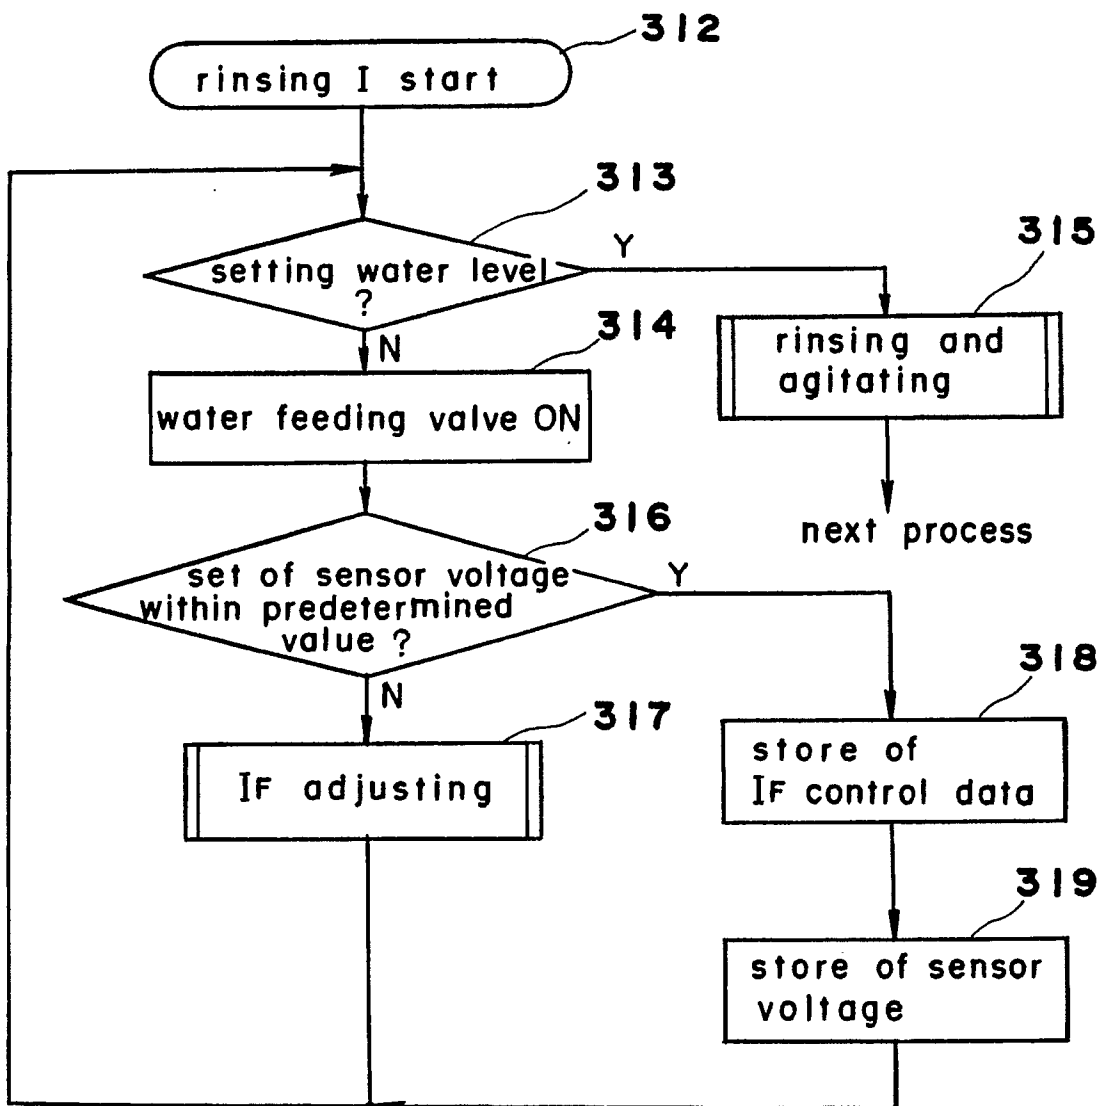 312
rinsing I start
313
Y
315
setting water level
?
314
N
rinsing and
agitating
water feeding valve ON
316
next process
Y
set of sensor voltage
within predetermined
value ?
318
N
317
store of
IF control data
IF adjusting
319
store of sensor
voltage